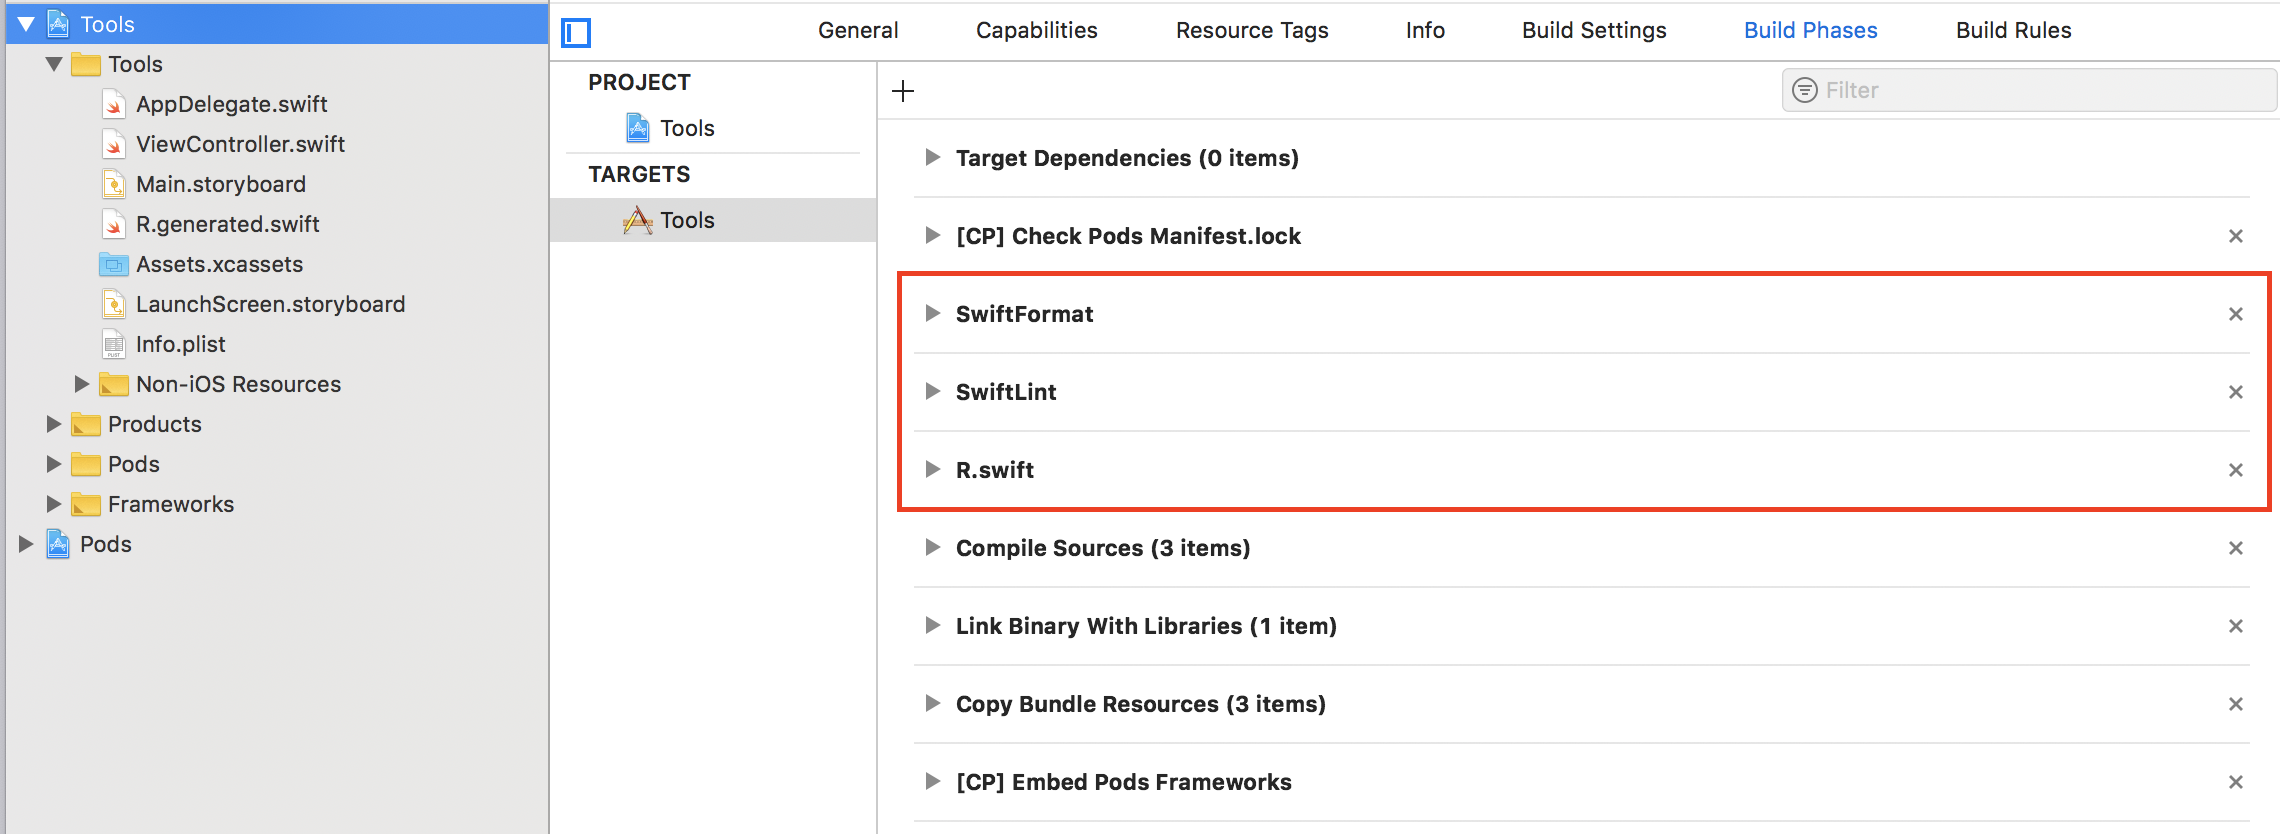 Tools
Tools
AppDelegate.swift
ViewController.swift
Main.storyboard
R.generated.swift
Assets.xcassets
LaunchScreen.storyboard
Info.plist
Non-iOS Resources
Products
Pods
Frameworks
Pods
General
Capabilities
Resource Tags
Info
Build Settings
Build Phases
Build Rules
PROJECT
Tools
TARGETS
Tools
Filter
Target Dependencies (0 items)
[CP] Check Pods Manifest.lock
SwiftFormat
SwiftLint
R.swift
Compile Sources (3 items)
Link Binary With Libraries (1 item)
Copy Bundle Resources (3 items)
[CP] Embed Pods Frameworks